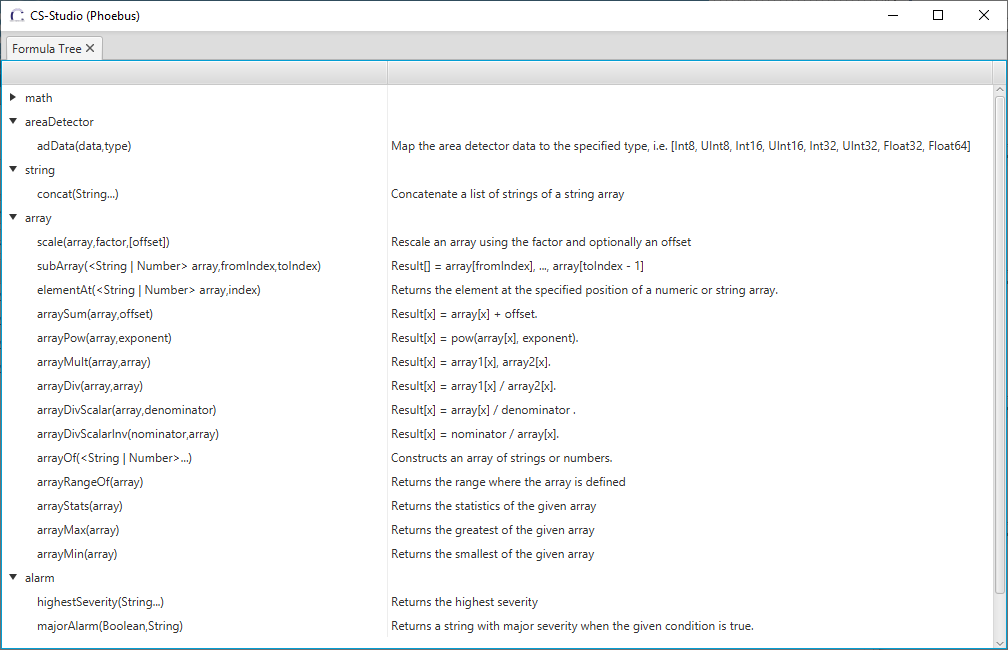 CS-Studio (Phoebus)
Formula Tree
math
areaDetector
adData(data,type) Map the area detector data to the specified type, i.e. [Int8, UInt8, Int16, UInt16, Int32, UInt32, Float32, Float64]
string
concat(String...) Concatenate a list of strings of a string array
array
scale(array,factor,[offset]) Rescale an array using the factor and optionally an offset
subArray(<String | Number> array,fromIndex,toIndex) Result[] = array[fromIndex], ..., array[toIndex - 1]
elementAt(<String | Number> array,index) Returns the element at the specified position of a numeric or string array.
arraySum(array,offset) Result[x] = array[x] + offset.
arrayPow(array,exponent) Result[x] = pow(array[x], exponent).
arrayMult(array,array) Result[x] = array1[x], array2[x].
arrayDiv(array,array) Result[x] = array1[x] / array2[x].
arrayDivScalar(array,denominator) Result[x] = array[x] / denominator .
arrayDivScalarInv(nominator,array) Result[x] = nominator / array[x].
arrayOf(<String | Number>...) Constructs an array of strings or numbers.
arrayRangeOf(array) Returns the range where the array is defined
arrayStats(array) Returns the statistics of the given array
arrayMax(array) Returns the greatest of the given array
arrayMin(array) Returns the smallest of the given array
alarm
highestSeverity(String...) Returns the highest severity
majorAlarm(Boolean,String) Returns a string with major severity when the given condition is true.